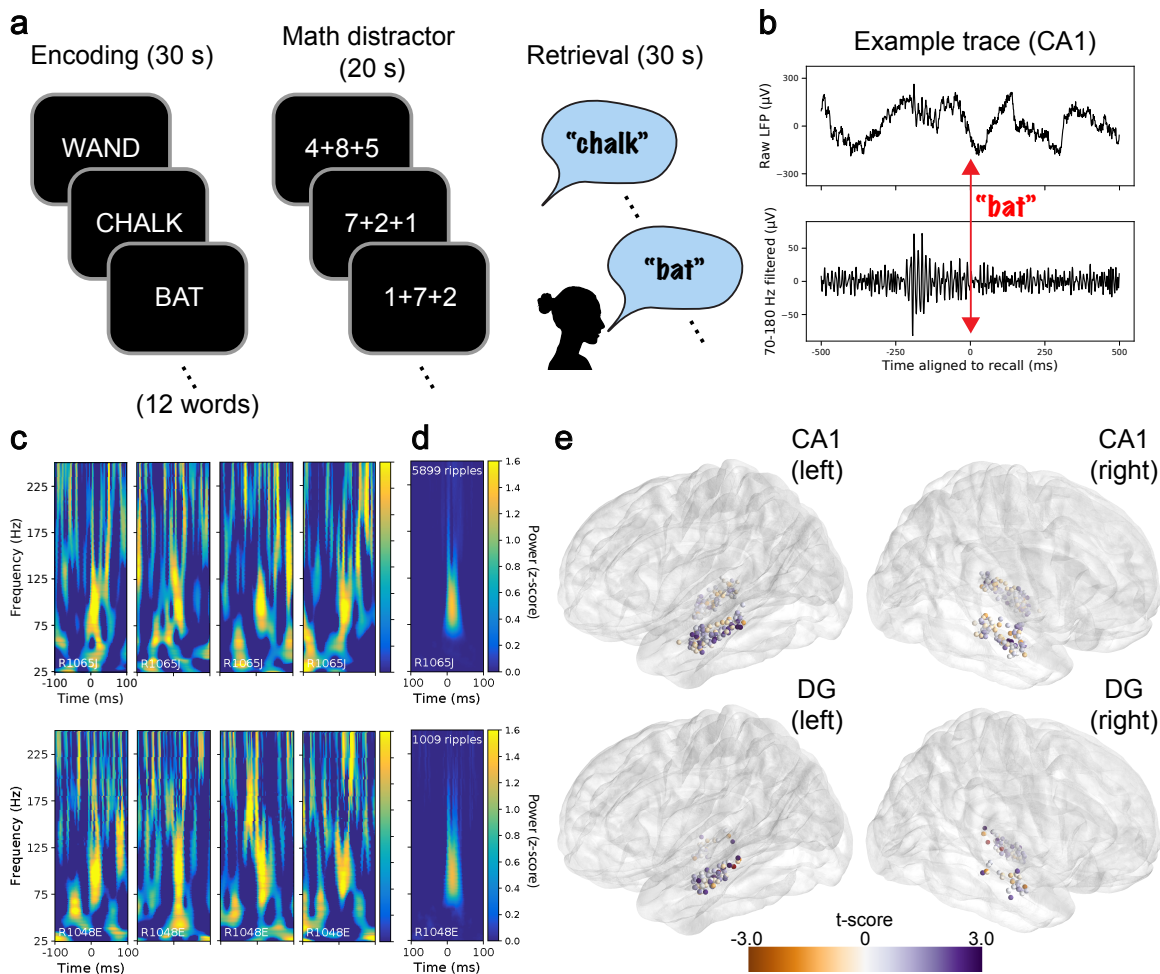 a
Encoding (30 s)
WAND
CHALK
BAT
(12 words)
Math distractor
(20 s)
4+8+5
7+2+1
1+7+2
Retrieval (30 s)
“chalk”
“bat”
b
Example trace (CA1)
Raw LFP (µV)
300
0
-300
“bat”
70-180 Hz filtered (µV)
50
0
-50
-500
-250
0
250
500
Time aligned to recall (ms)
c
Frequency (Hz)
225
175
125
75
25
R1065J
R1065J
R1065J
R1065J
-100
0
100
Time (ms)
d
5899 ripples
R1065J
-100
0
100
Time (ms)
1.6
1.4
1.2
1.0
0.8
0.6
0.4
0.2
0.0
Power (z-score)
Frequency (Hz)
225
175
125
75
25
R1048E
R1048E
R1048E
R1048E
-100
0
100
Time (ms)
1009 ripples
R1048E
-100
0
100
Time (ms)
1.6
1.4
1.2
1.0
0.8
0.6
0.4
0.2
0.0
Power (z-score)
e
CA1
(left)
CA1
(right)
DG
(left)
DG
(right)
t-score
-3.0
0
3.0